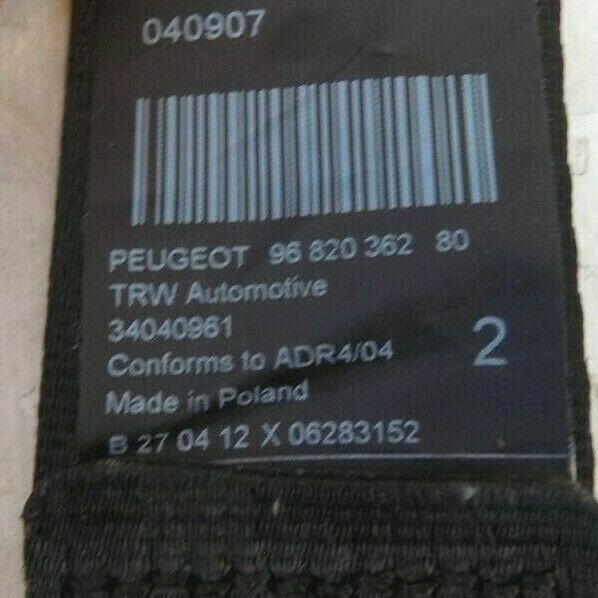 040907
PEUGEOT 96 820 362 80
TRW Automotive
34040961
Conforms to ADR4/04
2
Made in Poland
B 27 04 12 X 06283152